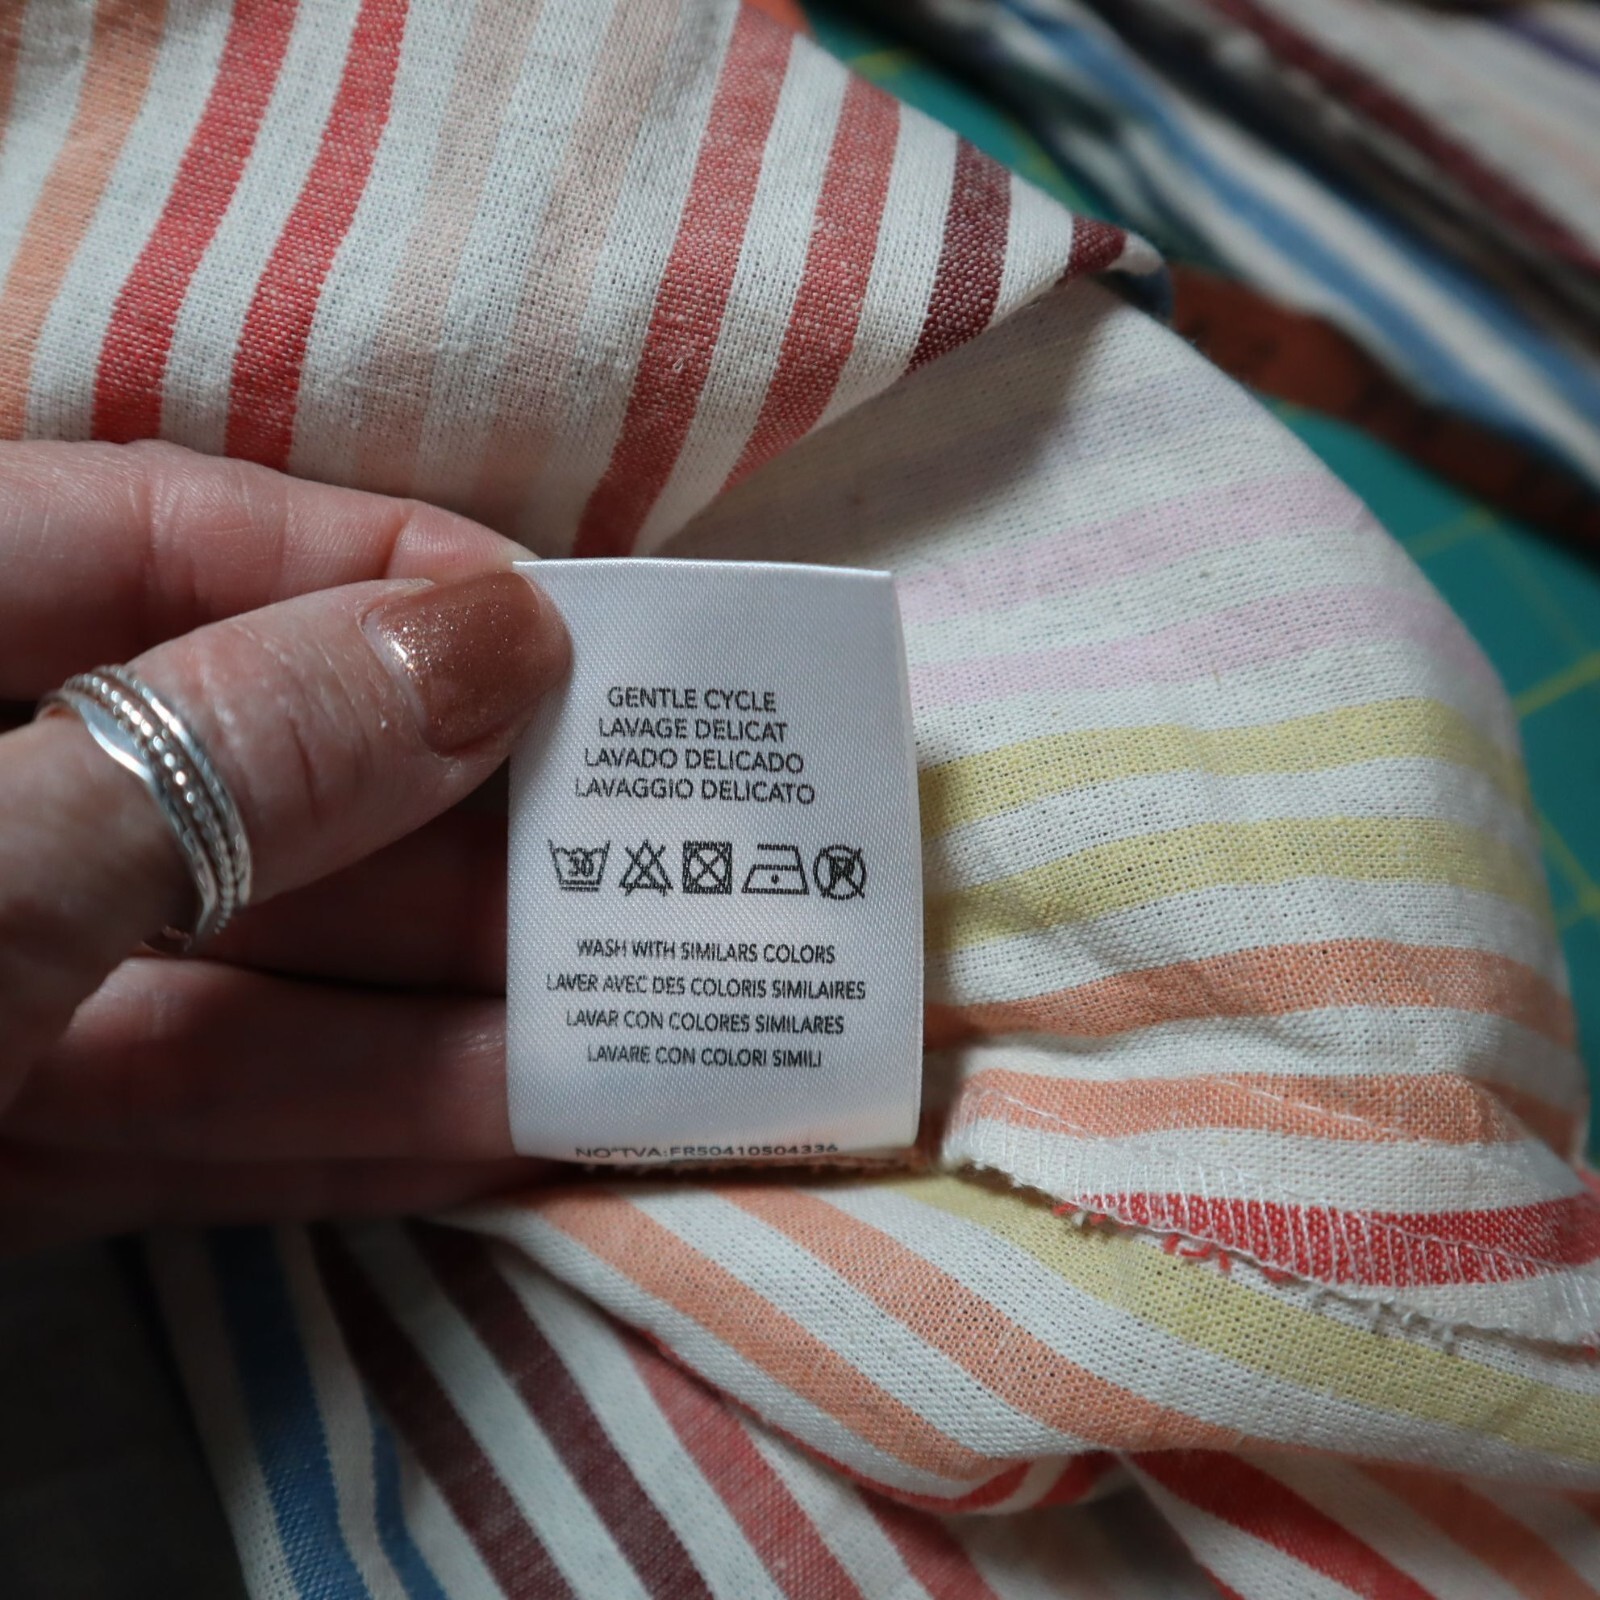 GENTLE CYCLE
LAVAGE DELICAT
LAVADO DELICADO
LAVAGGIO DELICATO
30 P
WASH WITH SIMILARS COLORS
LAVER AVEC DES COLORIS SIMILAIRES
LAVAR CON COLORES SIMILARES
LAVARE CON COLORI SIMILI
NO°TVA:FR50410504336